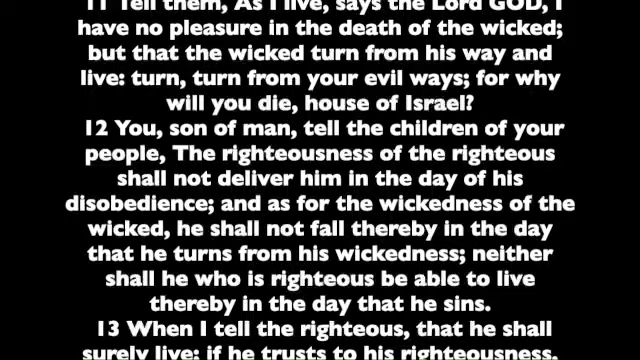 11 Tell them, As I live, says the Lord GOD, I
have no pleasure in the death of the wicked;
but that the wicked turn from his way and
live: turn, turn from your evil ways; for why
will you die, house of Israel?
12 You, son of man, tell the children of your
people, The righteousness of the righteous
shall not deliver him in the day of his
disobedience; and as for the wickedness of the
wicked, he shall not fall thereby in the day
that he turns from his wickedness; neither
shall he who is righteous be able to live
thereby in the day that he sins.
13 When I tell the righteous, that he shall
surely live; if he trusts to his righteousness,